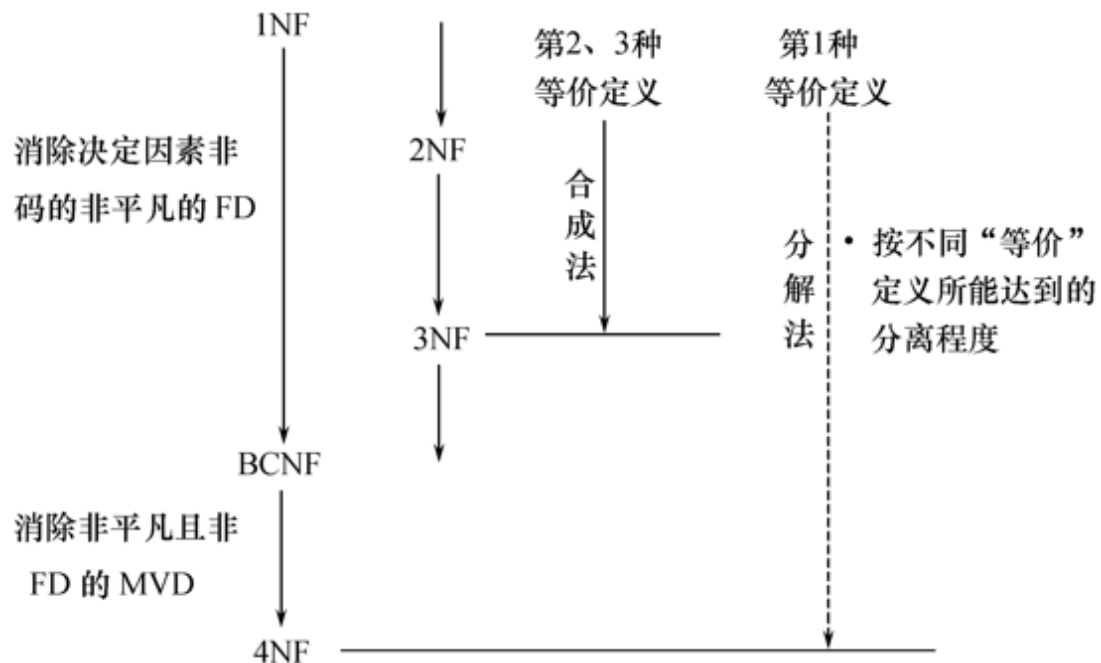 1NF
第2、3种
等价定义
第1种
等价定义
消除决定因素非
码的非平凡的 FD
2NF
合成法
分解法
• 按不同“等价”
定义所能达到的
分离程度
3NF
BCNF
消除非平凡且非
FD 的 MVD
4NF